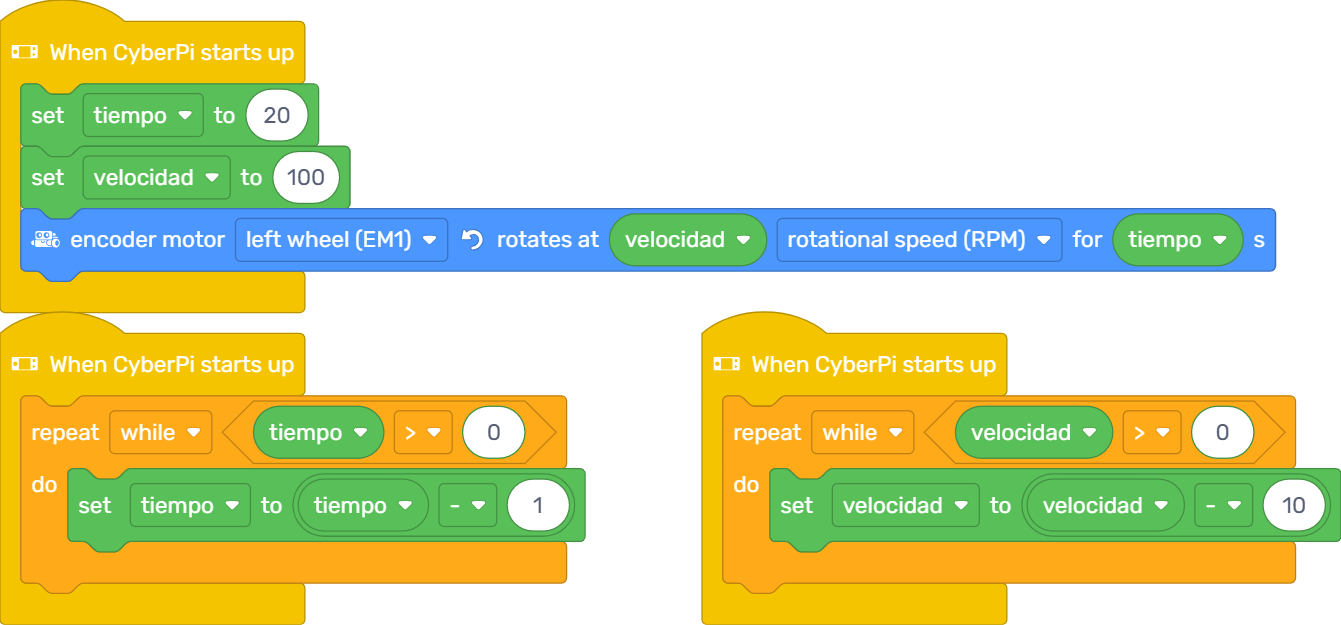 When CyberPi starts up
set tiempo to 20
set velocidad to 100
encoder motor left wheel (EM1) rotates at velocidad rotational speed (RPM) for tiempo s
When CyberPi starts up
repeat while tiempo > 0
do
set tiempo to tiempo - 1
When CyberPi starts up
repeat while velocidad > 0
do
set velocidad to velocidad - 10